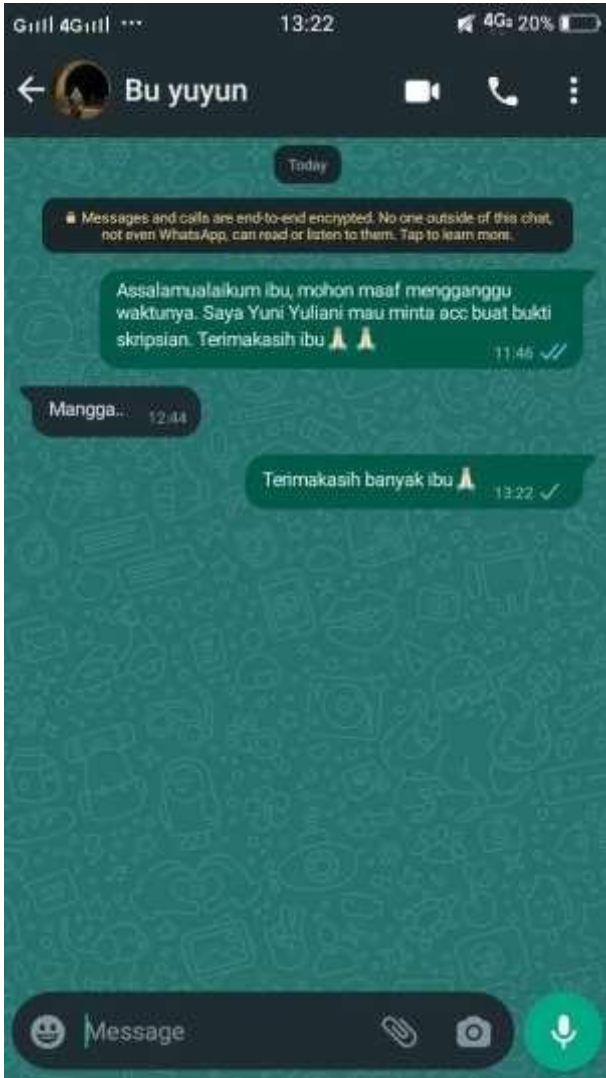 13:22
4G 20%
Bu yuyun
Today
Messages and calls are end-to-end encrypted. No one outside of this chat,
not even WhatsApp, can read or listen to them. Tap to learn more.
Assalamualaikum ibu, mohon maaf mengganggu
waktunya. Saya Yuni Yuliani mau minta acc buat bukti
skripsian. Terimakasih ibu🙏🏻 🙏🏻
11:46
Mangga.. 12:44
Terimakasih banyak ibu🙏🏻 13:22
Message